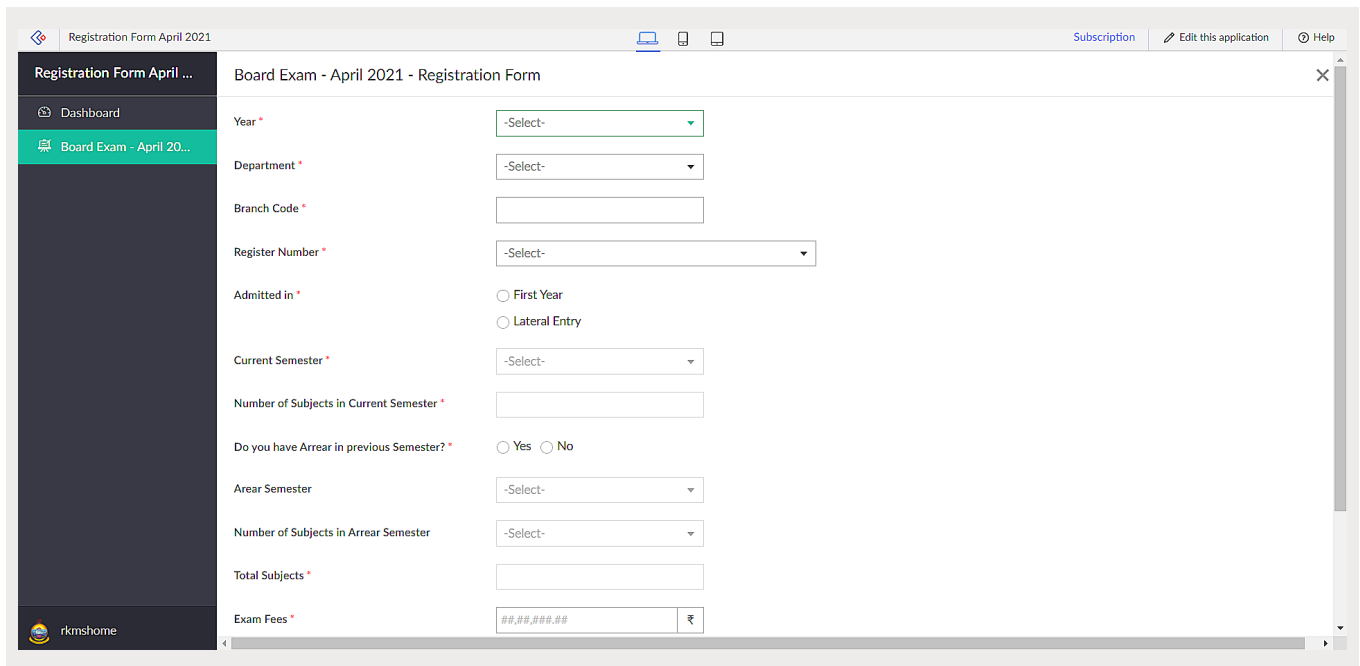 Registration Form April 2021 Subscription Edit this application Help
Registration Form April ... Board Exam - April 2021 - Registration Form
Dashboard
Board Exam - April 20...
Year * -Select-
Department * -Select-
Branch Code *
Register Number * -Select-
Admitted in * First Year
Lateral Entry
Current Semester * -Select-
Number of Subjects in Current Semester *
Do you have Arrear in previous Semester? * Yes No
Arear Semester -Select-
Number of Subjects in Arrear Semester -Select-
Total Subjects *
Exam Fees * ##,##,###.## ₹
rkmshome